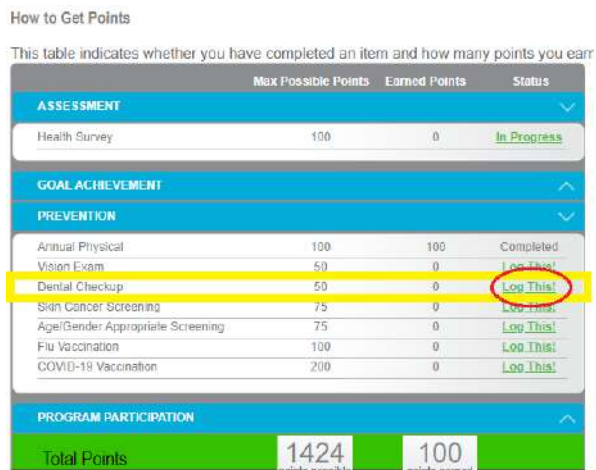 How to Get Points
This table indicates whether you have completed an item and how many points you earn
Max Possible Points Earned Points Status
ASSESSMENT
Health Survey 100 0 In Progress
GOAL ACHIEVEMENT
PREVENTION
Annual Physical 100 100 Completed
Vision Exam 50 0 Log This!
Dental Checkup 50 0 Log This!
Skin Cancer Screening 75 0 Log This!
Age/Gender Appropriate Screening 75 0 Log This!
Flu Vaccination 100 0 Log This!
COVID-19 Vaccination 200 0 Log This!
PROGRAM PARTICIPATION
Total Points 1424 100
points possible points earned